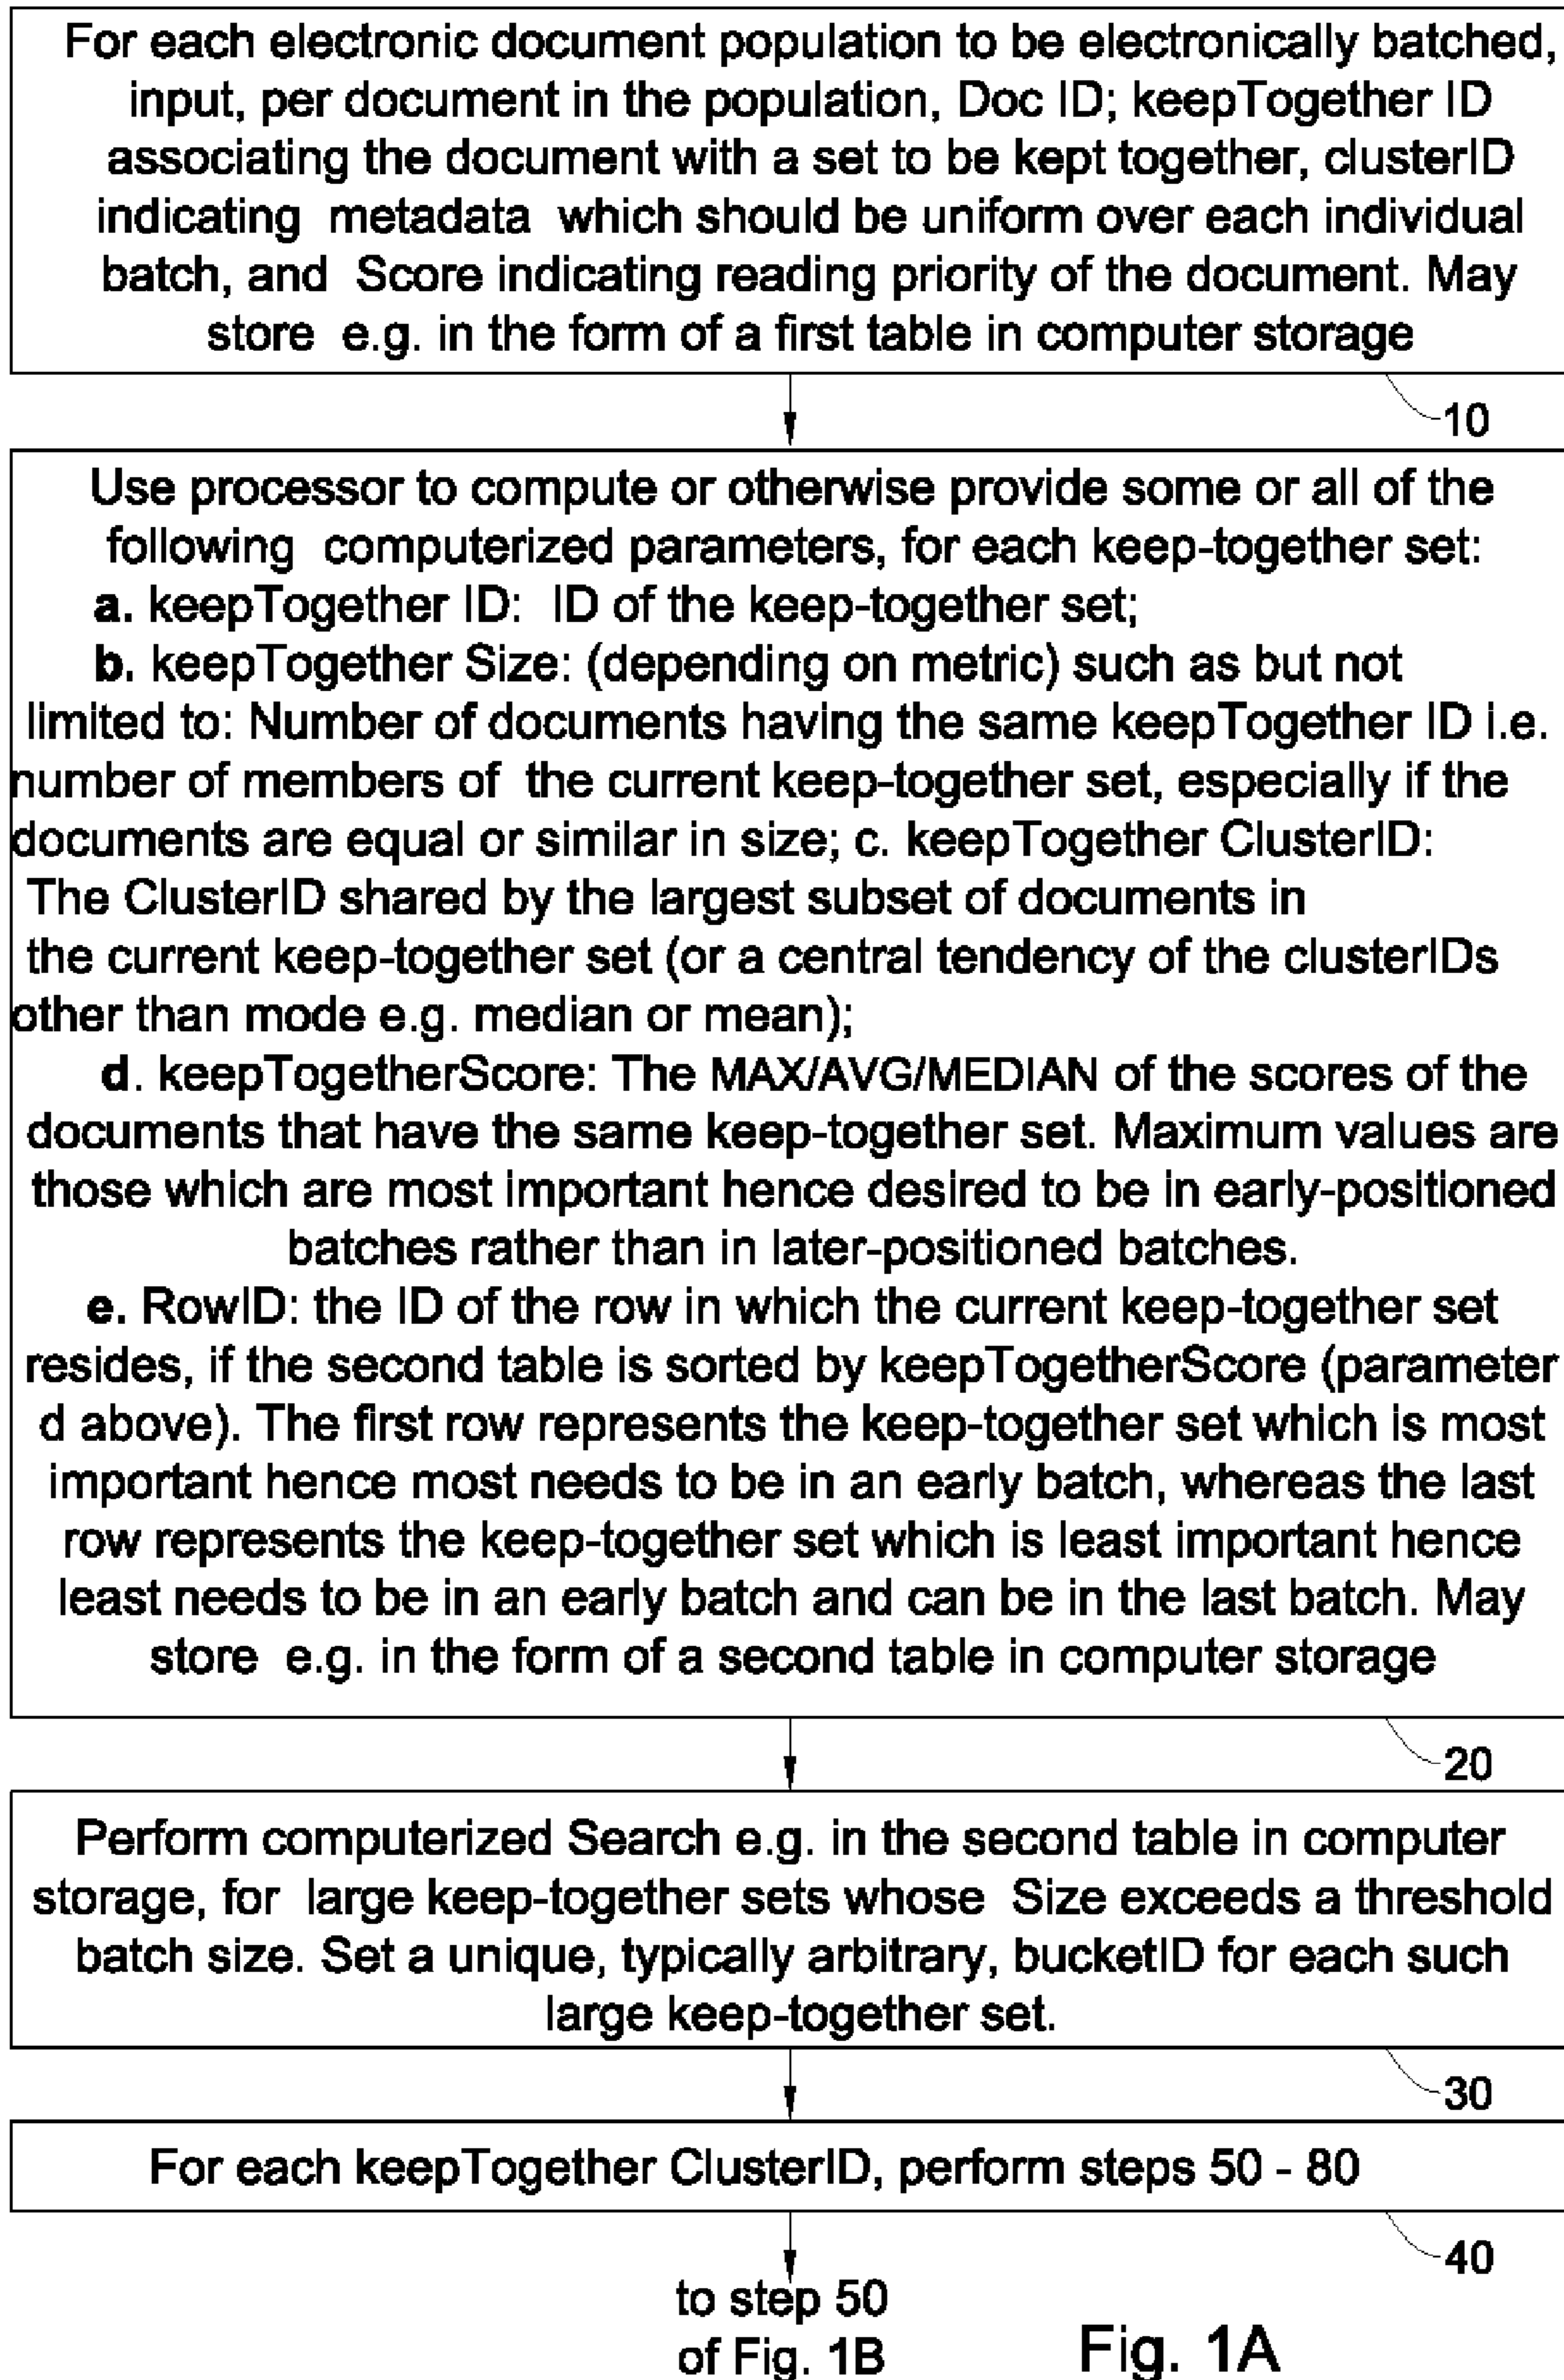 For each electronic document population to be electronically batched,
input, per document in the population, Doc ID; keepTogether ID
associating the document with a set to be kept together, clusterID
indicating metadata which should be uniform over each individual
batch, and Score indicating reading priority of the document. May
store e.g. in the form of a first table in computer storage
10
Use processor to compute or otherwise provide some or all of the
following computerized parameters, for each keep-together set:
a. keepTogether ID: ID of the keep-together set;
b. keepTogether Size: (depending on metric) such as but not
limited to: Number of documents having the same keepTogether ID i.e.
number of members of the current keep-together set, especially if the
documents are equal or similar in size; c. keepTogether ClusterID:
The ClusterID shared by the largest subset of documents in
the current keep-together set (or a central tendency of the clusterIDs
other than mode e.g. median or mean);
d. keepTogetherScore: The MAX/AVG/MEDIAN of the scores of the
documents that have the same keep-together set. Maximum values are
those which are most important hence desired to be in early-positioned
batches rather than in later-positioned batches.
e. RowID: the ID of the row in which the current keep-together set
resides, if the second table is sorted by keepTogetherScore (parameter
d above). The first row represents the keep-together set which is most
important hence most needs to be in an early batch, whereas the last
row represents the keep-together set which is least important hence
least needs to be in an early batch and can be in the last batch. May
store e.g. in the form of a second table in computer storage
20
Perform computerized Search e.g. in the second table in computer
storage, for large keep-together sets whose Size exceeds a threshold
batch size. Set a unique, typically arbitrary, bucketID for each such
large keep-together set.
30
For each keepTogether ClusterID, perform steps 50 - 80
40
to step 50
of Fig. 1B
Fig. 1A